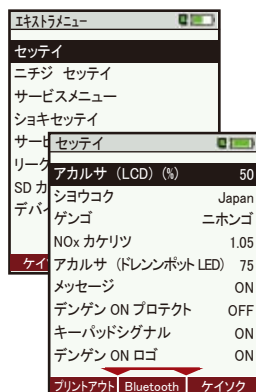 エキストラメニュー
セッテイ
ニチジ セッテイ
サービスメニュー
ショキセッテイ
サービ
リーク
SD カ
デバイ
ケイ
セッテイ
アカルサ (LCD) (%) 50
ショウコク Japan
ゲンゴ ニホンゴ
NOx カケリツ 1.05
アカルサ (ドレンンポット LED) 75
メッセージ ON
デンゲン ON プロテクト OFF
キーパッドシグナル ON
デンゲン ON ロゴ ON
プリントアウト Bluetooth ケイソク